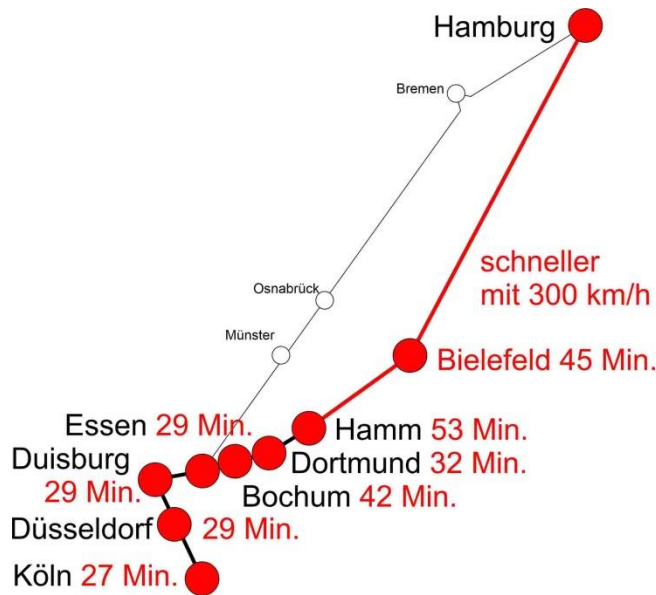 Hamburg
Bremen
schneller
mit 300 km/h
Osnabrück
Münster
Bielefeld 45 Min.
Essen 29 Min.
Hamm 53 Min.
Duisburg
29 Min.
Dortmund 32 Min.
Bochum 42 Min.
Düsseldorf 29 Min.
Köln 27 Min.